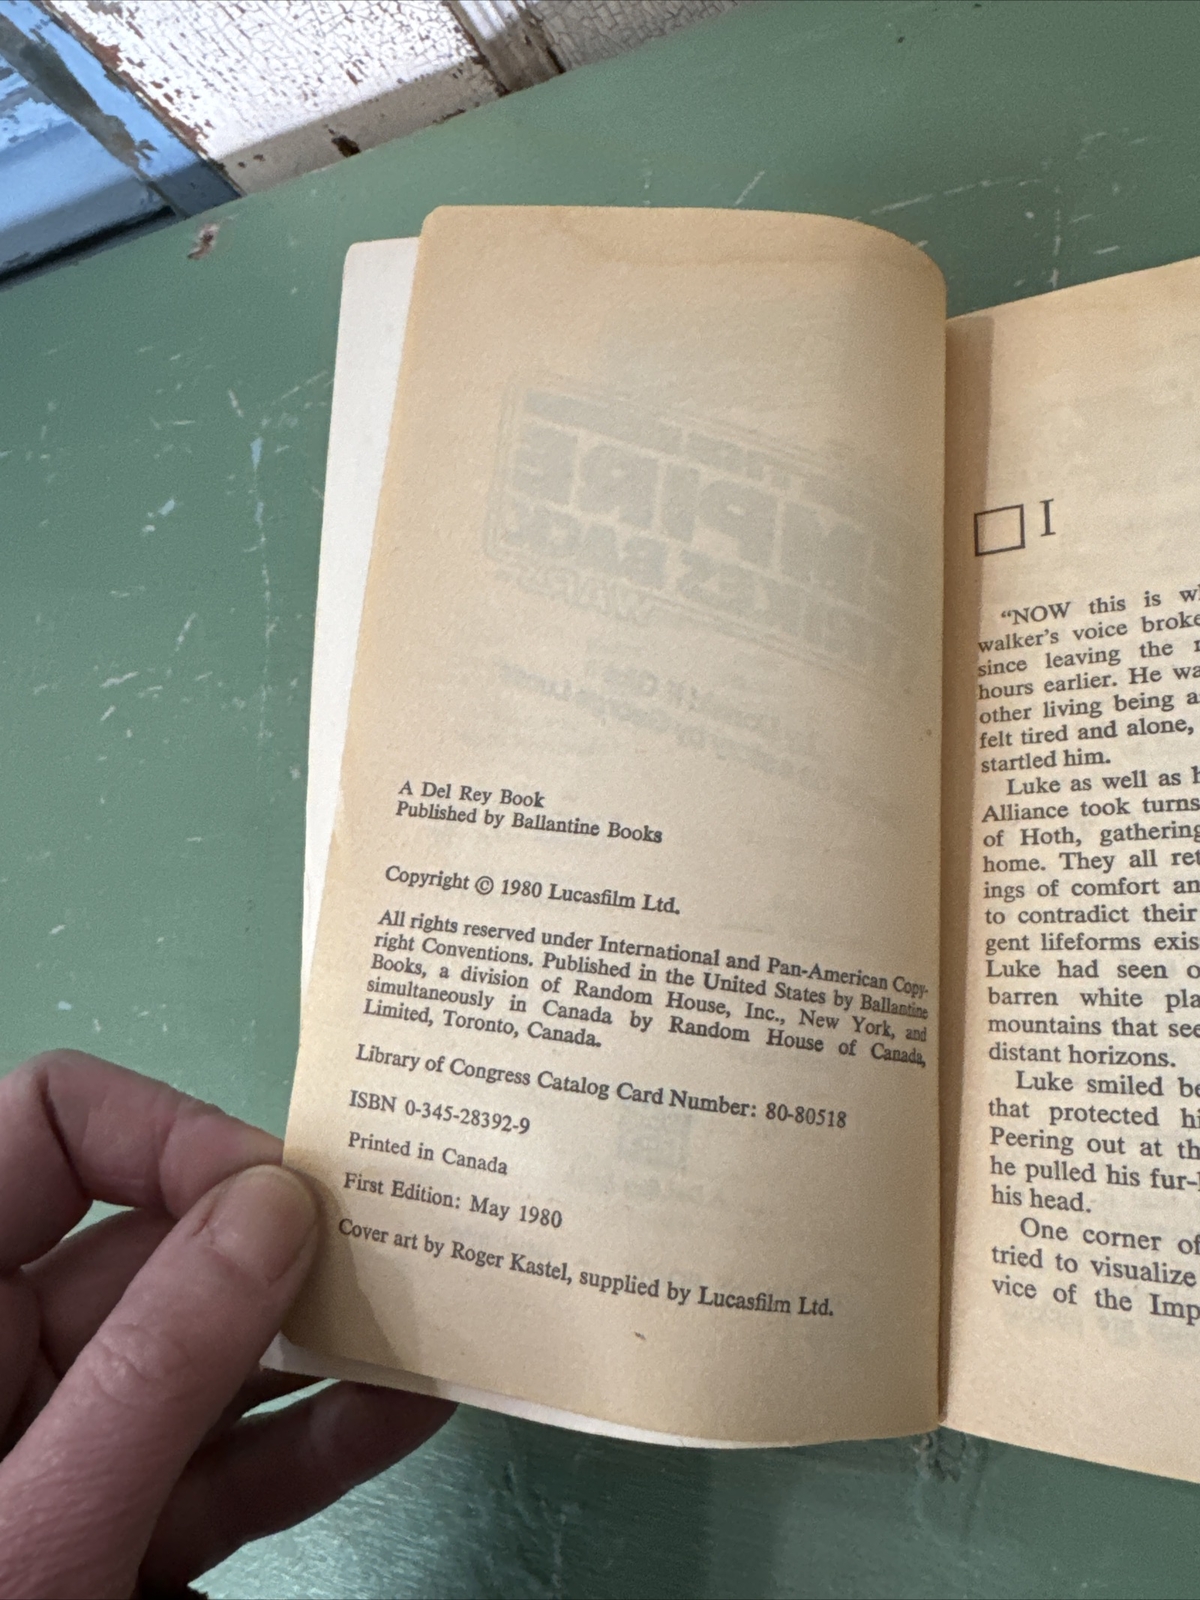 A Del Rey Book
Published by Ballantine Books
Copyright © 1980 Lucasfilm Ltd.
All rights reserved under International and Pan-American Copy-
right Conventions. Published in the United States by Ballantine
Books, a division of Random House, Inc., New York, and
simultaneously in Canada by Random House of Canada,
Limited, Toronto, Canada.
Library of Congress Catalog Card Number: 80-80518
ISBN 0-345-28392-9
Printed in Canada
First Edition: May 1980
Cover art by Roger Kastel, supplied by Lucasfilm Ltd.
I
“NOW this is
walker’s voice broke
since leaving the
hours earlier. He
other living being
felt tired and alone,
startled him.
Luke as well as
Alliance took turns
of Hoth, gathering
home. They all
ings of comfort
to contradict their
gent lifeforms
Luke had seen
barren white
mountains that
distant horizons.
Luke smiled
that protected
Peering out at
he pulled his
his head.
One corner of
tried to visualize
vice of the